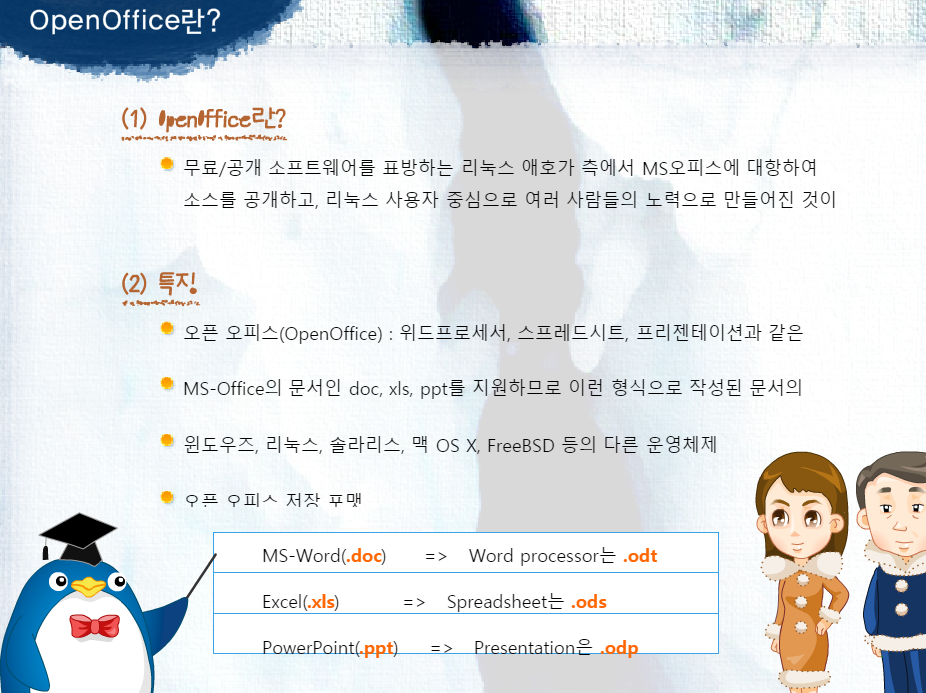 OpenOffice란?
(1) OpenOffice란?
무료/공개 소프트웨어를 표방하는 리눅스 애호가 측에서 MS오피스에 대항하여
소스를 공개하고, 리눅스 사용자 중심으로 여러 사람들의 노력으로 만들어진 것이
(2) 특징
오픈 오피스(OpenOffice) : 워드프로세서, 스프레드시트, 프리젠테이션과 같은
MS-Office의 문서인 doc, xls, ppt를 지원하므로 이런 형식으로 작성된 문서의
윈도우즈, 리눅스, 솔라리스, 맥 OS X, FreeBSD 등의 다른 운영체제
오픈 오피스 저장 포맷
MS-Word(.doc) => Word processor는 .odt
Excel(.xls) => Spreadsheet는 .ods
PowerPoint(.ppt) => Presentation은 .odp